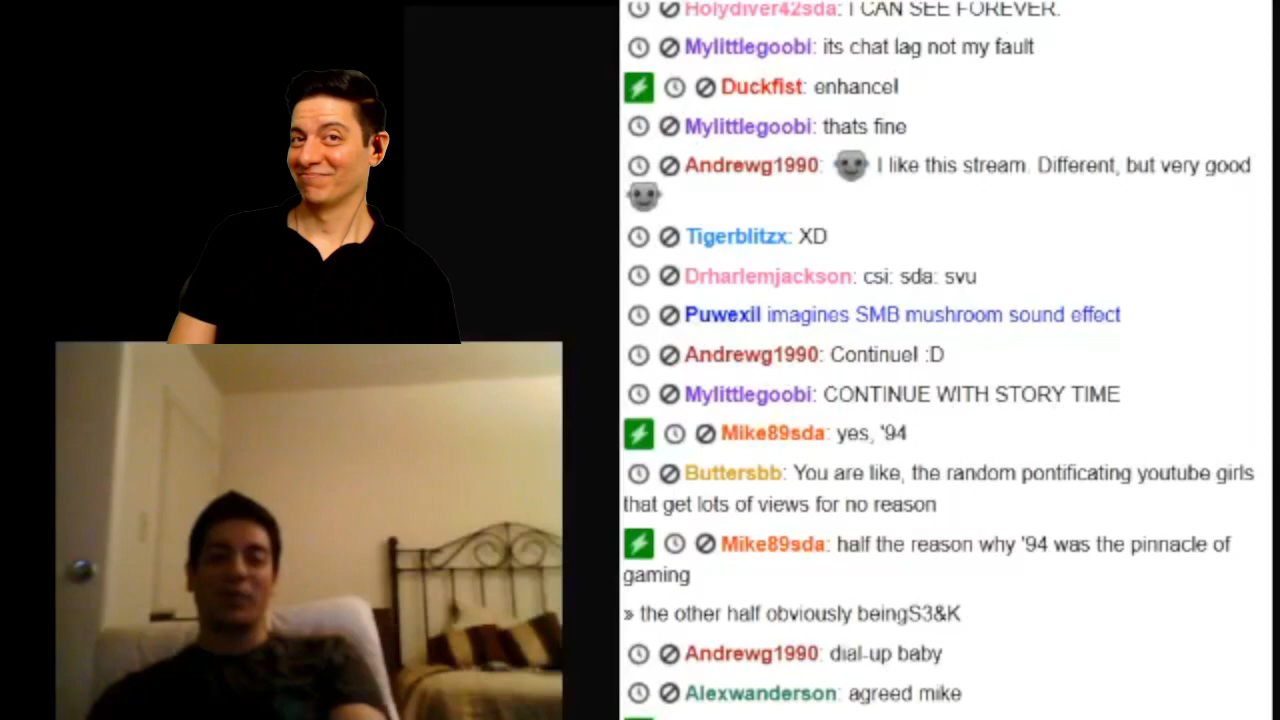 Holydiver42sda: I CAN SEE FOREVER.
Mylittlegoobi: its chat lag not my fault
Duckfist: enhance!
Mylittlegoobi: thats fine
Andrewg1990: I like this stream. Different, but very good
Tigerblitzx: XD
Drharlemjackson: csi: sda: svu
Puwexil imagines SMB mushroom sound effect
Andrewg1990: Continue! :D
Mylittlegoobi: CONTINUE WITH STORY TIME
Mike89sda: yes, '94
Buttersbb: You are like, the random pontificating youtube girls
that get lots of views for no reason
Mike89sda: half the reason why '94 was the pinnacle of
gaming
» the other half obviously beingS3&K
Andrewg1990: dial-up baby
Alexwanderson: agreed mike